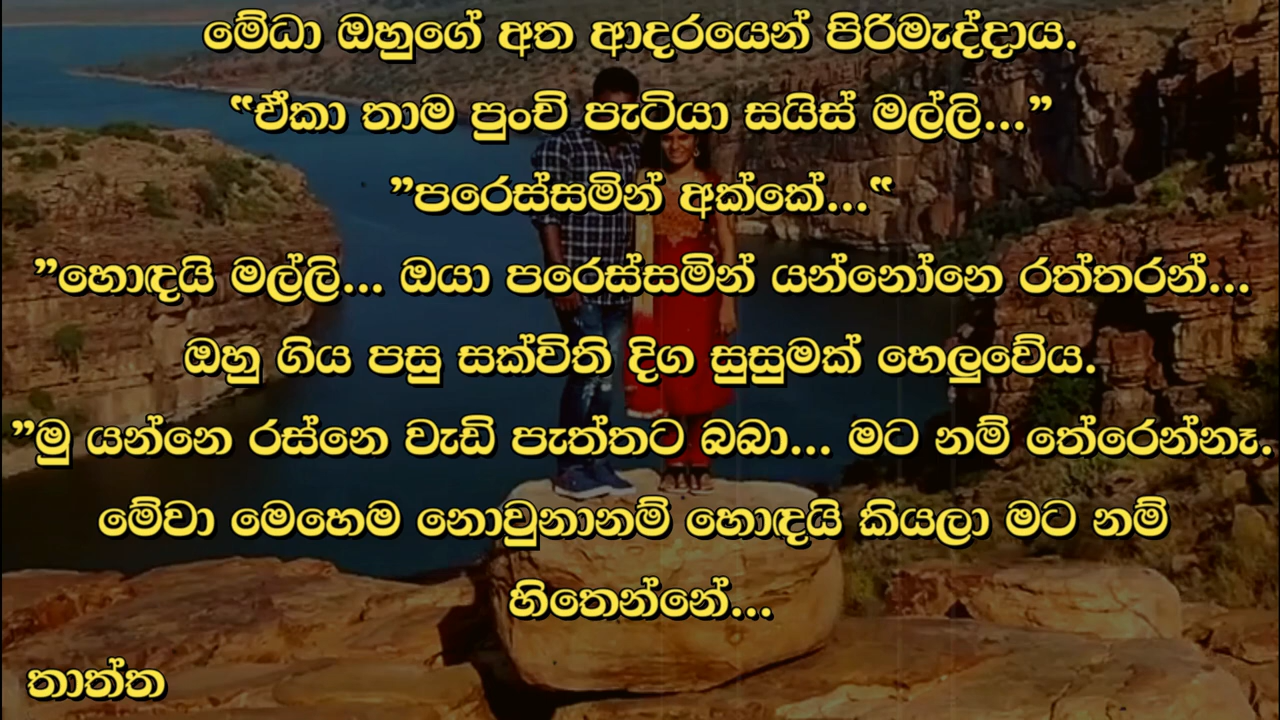 මේධා ඔහුගේ අත ආදරයෙන් පිරිමැද්දාය.
“ඒකා තාම පුංචි පැටියා සයිස් මල්ලි...”
”පරෙස්සමින් අක්කේ...“
”හොඳයි මල්ලි... ඔයා පරෙස්සමින් යන්නෝනෙ රත්තරන්...
ඔහු ගිය පසු සක්විති දිග සුසුමක් හෙලුවේය.
”මු යන්නෙ රස්නෙ වැඩි පැත්තට බබා... මට නම් තේරෙන්නෑ.
මේවා මෙහෙම නොවුනානම් හොඳයි කියලා මට නම්
හිතෙන්නේ...
තාත්ත